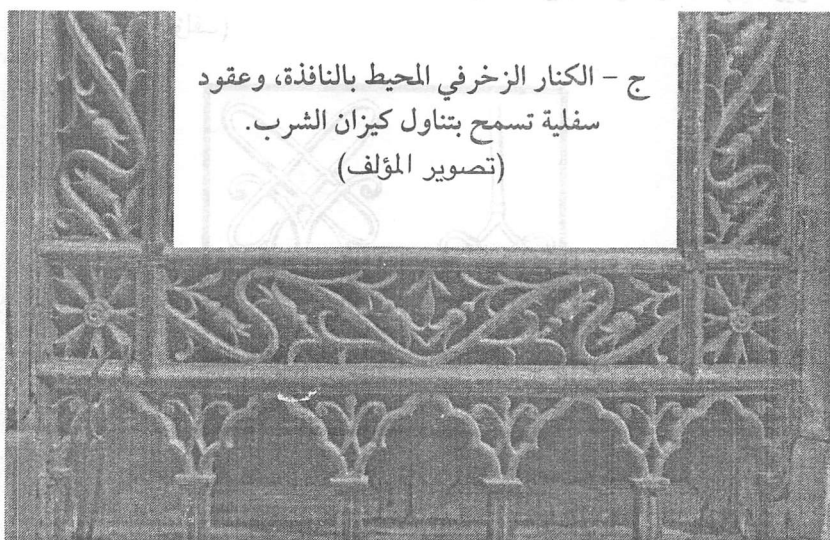 ج – الكنار الزخرفي المحيط بالنافذة، وعقود
سفلية تسمح بتناول كيزان الشرب.
(تصوير المؤلف)